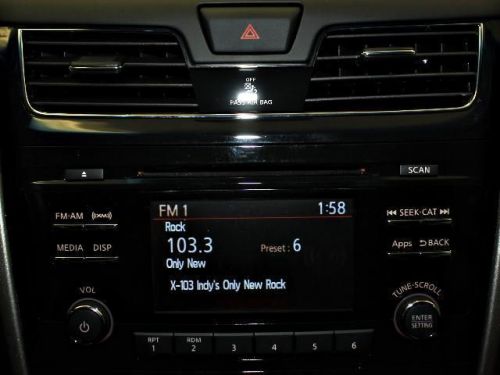 OFF
PASS AIR BAG
SCAN
FM 1 1:58
Rock
103.3 Preset : 6
Only New
X-103 Indy's Only New Rock
FM·AM (XM)
MEDIA DISP
VOL
SEEK·CAT
Apps BACK
TUNE·SCROLL
ENTER
SETTING
RPT RDM
1 2 3 4 5 6